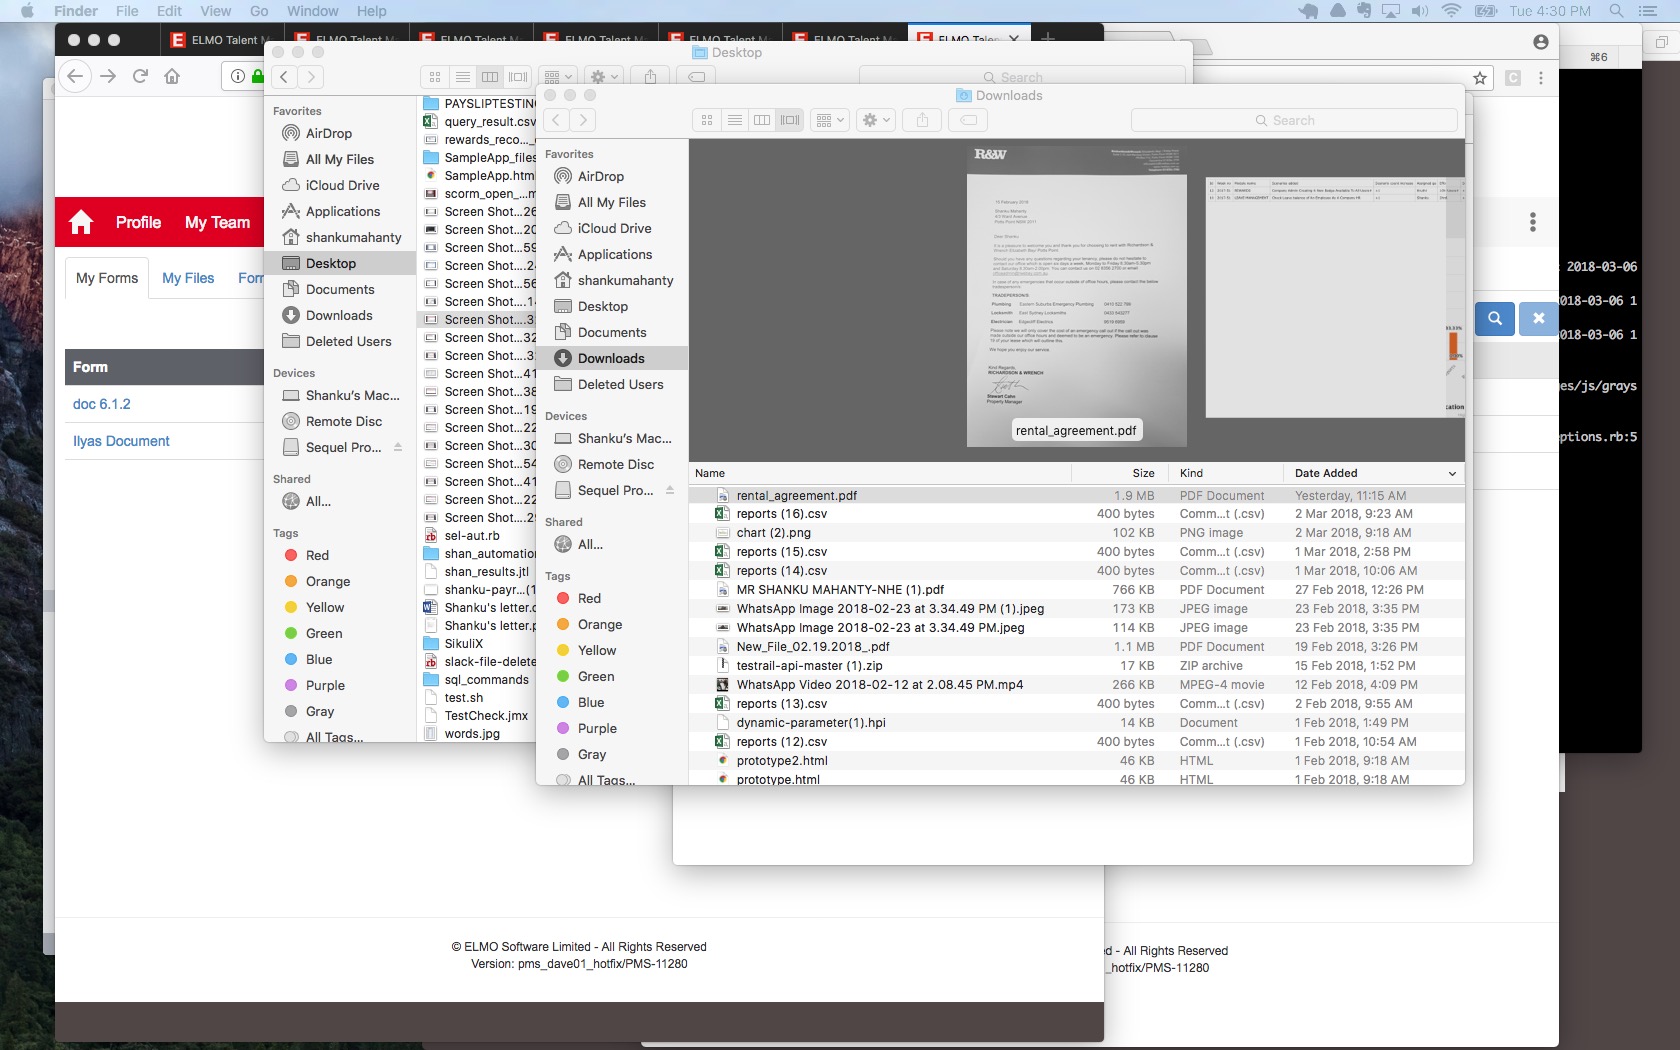 Finder File Edit View Go Window Help
Tue 4:30 PM
⌘6
ELMO Talent M
ELMO Talent M
ELMO Talent M
ELMO Talent M
ELMO Talent M
ELMO Talent M
ELMO Talen
Profile My Team
My Forms My Files Forr
Form
doc 6.1.2
Ilyas Document
© ELMO Software Limited - All Rights Reserved
Version: pms_dave01_hotfix/PMS-11280
Desktop
Search
Favorites
AirDrop
All My Files
iCloud Drive
Applications
shankumahanty
Desktop
Documents
Downloads
Deleted Users
Devices
Shanku's Mac...
Remote Disc
Sequel Pro...
Shared
All...
Tags
Red
Orange
Yellow
Green
Blue
Purple
Gray
All Tags...
PAYSLIPTESTING
query_result.csv
rewards_reco..._
SampleApp_files
SampleApp.html
scorm_open_...m
Screen Shot...26
Screen Shot...20
Screen Shot...59
Screen Shot...24
Screen Shot...56
Screen Shot....1
Screen Shot....3
Screen Shot...32
Screen Shot...3
Screen Shot...41
Screen Shot...38
Screen Shot...19
Screen Shot...22
Screen Shot...30
Screen Shot...54
Screen Shot...41
Screen Shot...22
Screen Shot...2
sel-aut.rb
shan_automation
shan_results.jtl
shanku-payr...(1
Shanku's letter.d
Shanku's letter.p
SikuliX
slack-file-delete
sql_commands
test.sh
TestCheck.jmx
words.jpg
Downloads
Search
Favorites
AirDrop
All My Files
iCloud Drive
Applications
shankumahanty
Desktop
Documents
Downloads
Deleted Users
Devices
Shanku's Mac...
Remote Disc
Sequel Pro...
Shared
All...
Tags
Red
Orange
Yellow
Green
Blue
Purple
Gray
All Tags...
R&W
Dear Shanku,
TRADEPERSONS
We hope you enjoy our service.
Kind Regards,
RICHARDSON & WRENCH
Stewart Cahn
Property Manager
rental_agreement.pdf
cation
Name Size Kind Date Added
rental_agreement.pdf 1.9 MB PDF Document Yesterday, 11:15 AM
reports (16).csv 400 bytes Comm...t (.csv) 2 Mar 2018, 9:23 AM
chart (2).png 102 KB PNG image 2 Mar 2018, 9:18 AM
reports (15).csv 400 bytes Comm...t (.csv) 1 Mar 2018, 2:58 PM
reports (14).csv 400 bytes Comm...t (.csv) 1 Mar 2018, 10:06 AM
MR SHANKU MAHANTY-NHE (1).pdf 766 KB PDF Document 27 Feb 2018, 12:26 PM
WhatsApp Image 2018-02-23 at 3.34.49 PM (1).jpeg 173 KB JPEG image 23 Feb 2018, 3:35 PM
WhatsApp Image 2018-02-23 at 3.34.49 PM.jpeg 114 KB JPEG image 23 Feb 2018, 3:35 PM
New_File_02.19.2018_.pdf 1.1 MB PDF Document 19 Feb 2018, 3:26 PM
testrail-api-master (1).zip 17 KB ZIP archive 15 Feb 2018, 1:52 PM
WhatsApp Video 2018-02-12 at 2.08.45 PM.mp4 266 KB MPEG-4 movie 12 Feb 2018, 4:09 PM
reports (13).csv 400 bytes Comm...t (.csv) 2 Feb 2018, 9:55 AM
dynamic-parameter(1).hpi 14 KB Document 1 Feb 2018, 1:49 PM
reports (12).csv 400 bytes Comm...t (.csv) 1 Feb 2018, 10:54 AM
prototype2.html 46 KB HTML 1 Feb 2018, 9:18 AM
prototype.html 46 KB HTML 1 Feb 2018, 9:18 AM
2018-03-06
018-03-06 1
018-03-06 1
es/js/grays
ptions.rb:5
d - All Rights Reserved
_hotfix/PMS-11280